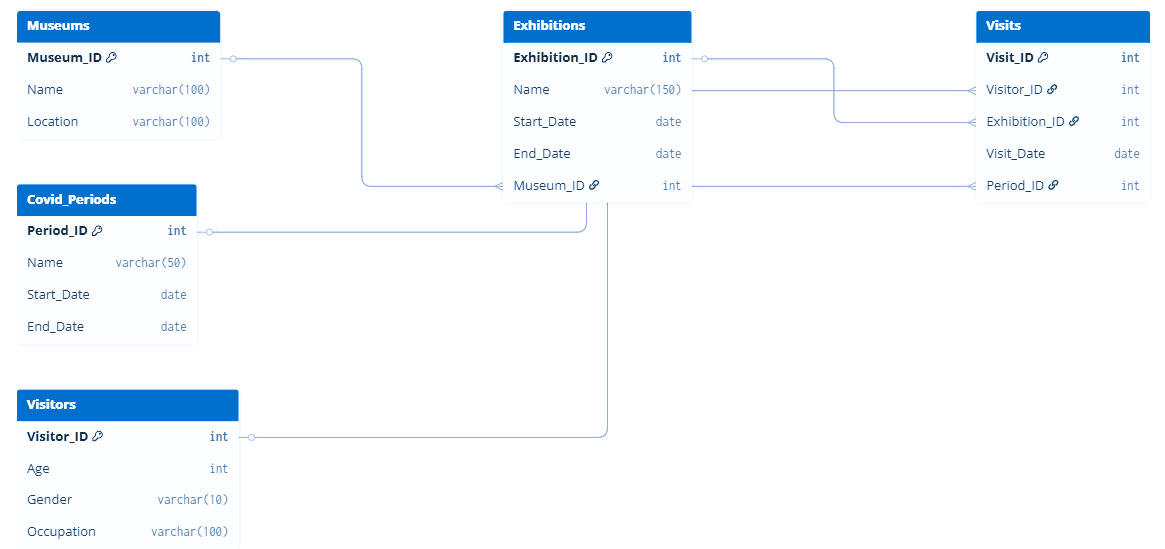 Museums
Museum_ID int
Name varchar(100)
Location varchar(100)
Covid_Periods
Period_ID int
Name varchar(50)
Start_Date date
End_Date date
Visitors
Visitor_ID int
Age int
Gender varchar(10)
Occupation varchar(100)
Exhibitions
Exhibition_ID int
Name varchar(150)
Start_Date date
End_Date date
Museum_ID int
Visits
Visit_ID int
Visitor_ID int
Exhibition_ID int
Visit_Date date
Period_ID int